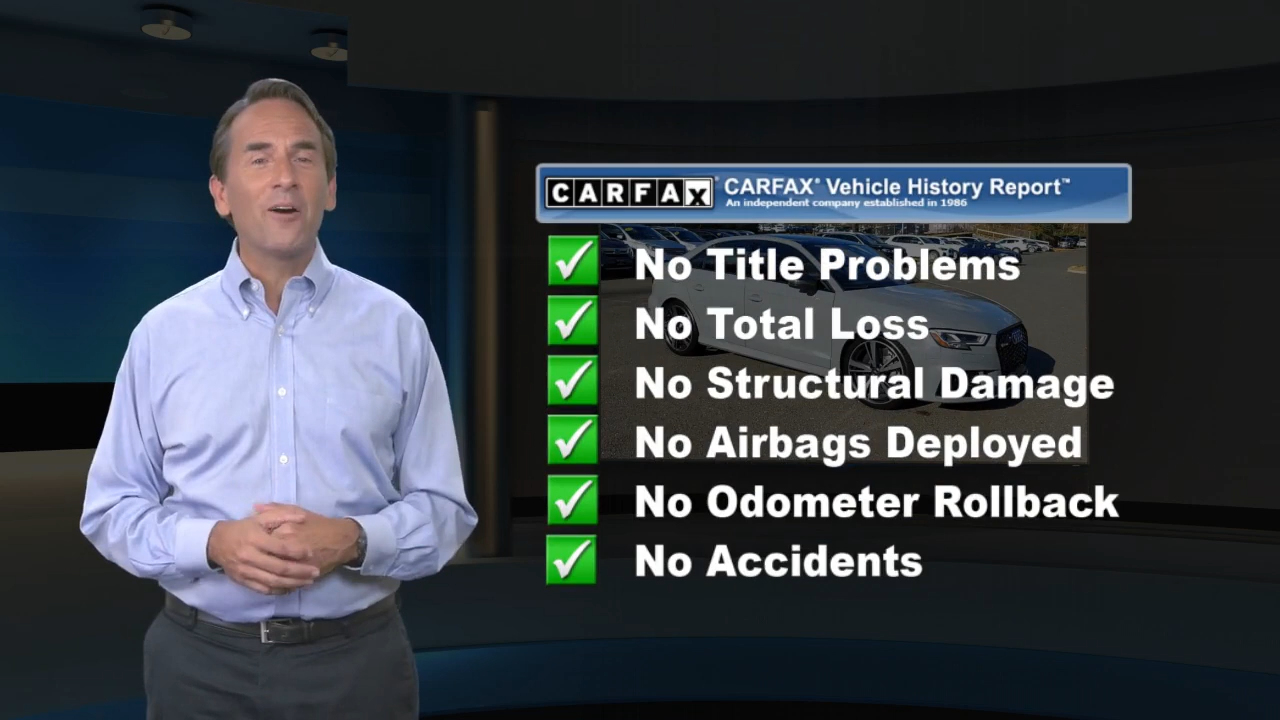 CARFAX CARFAX® Vehicle History Report™
An independent company established in 1986
No Title Problems
No Total Loss
No Structural Damage
No Airbags Deployed
No Odometer Rollback
No Accidents